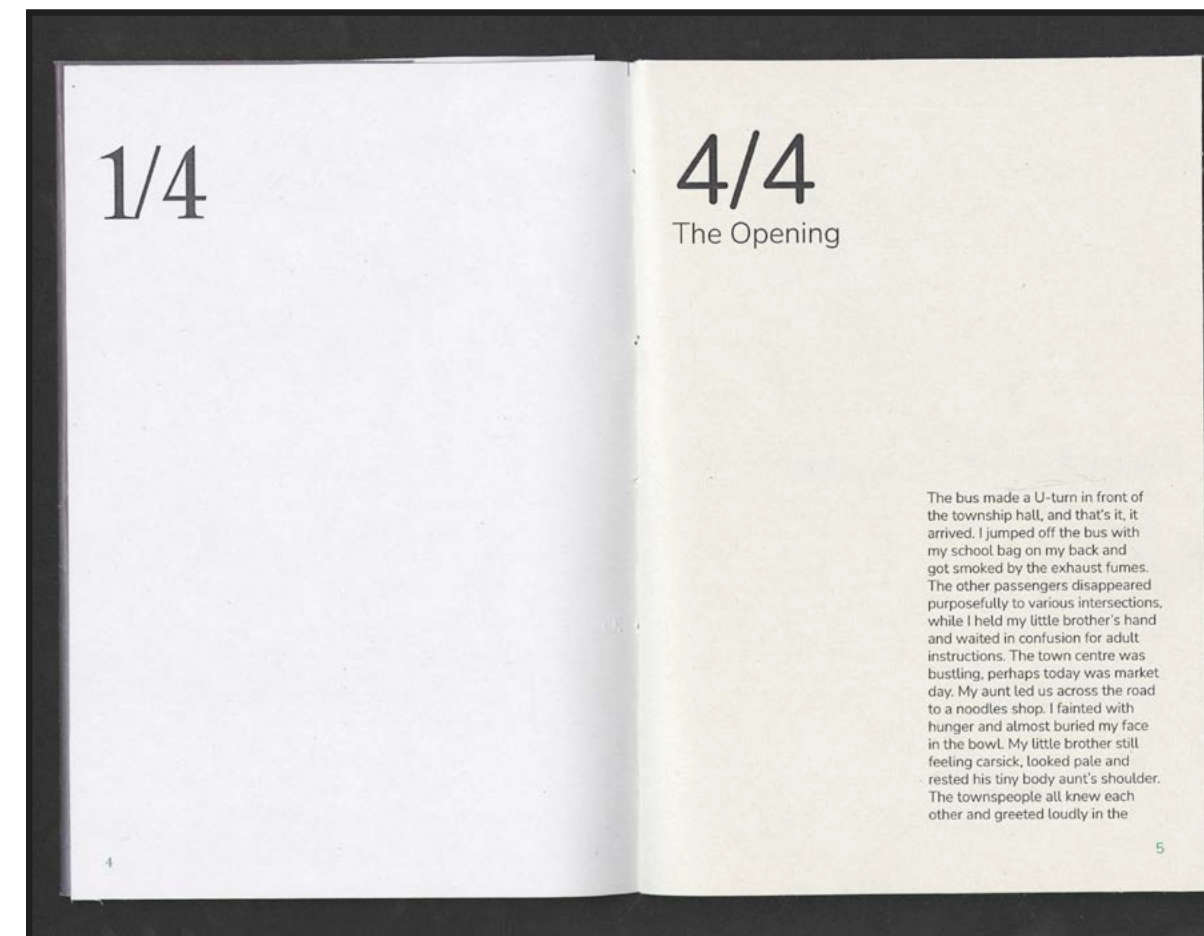 1/4
4
4/4
The Opening
The bus made a U-turn in front of
the township hall, and that's it, it
arrived. I jumped off the bus with
my school bag on my back and
got smoked by the exhaust fumes.
The other passengers disappeared
purposefully to various intersections,
while I held my little brother's hand
and waited in confusion for adult
instructions. The town centre was
bustling, perhaps today was market
day. My aunt led us across the road
to a noodles shop. I fainted with
hunger and almost buried my face
in the bowl. My little brother still
feeling carsick, looked pale and
rested his tiny body aunt's shoulder.
The townspeople all knew each
other and greeted loudly in the
5